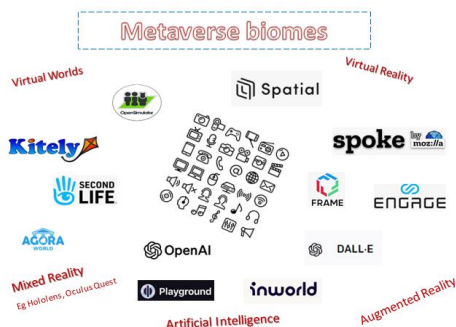 Metaverse biomes
Virtual Worlds
Virtual Reality
OpenSimulator
Spatial
Kitely
spoke by moz://a
SECOND
LIFE
FRAME
ENGAGE
AGORA
WORLD
OpenAI
DALL·E
Mixed Reality
Eg Hololens, Oculus Quest
Playground
inworld
Augmented Reality
Artificial Intelligence